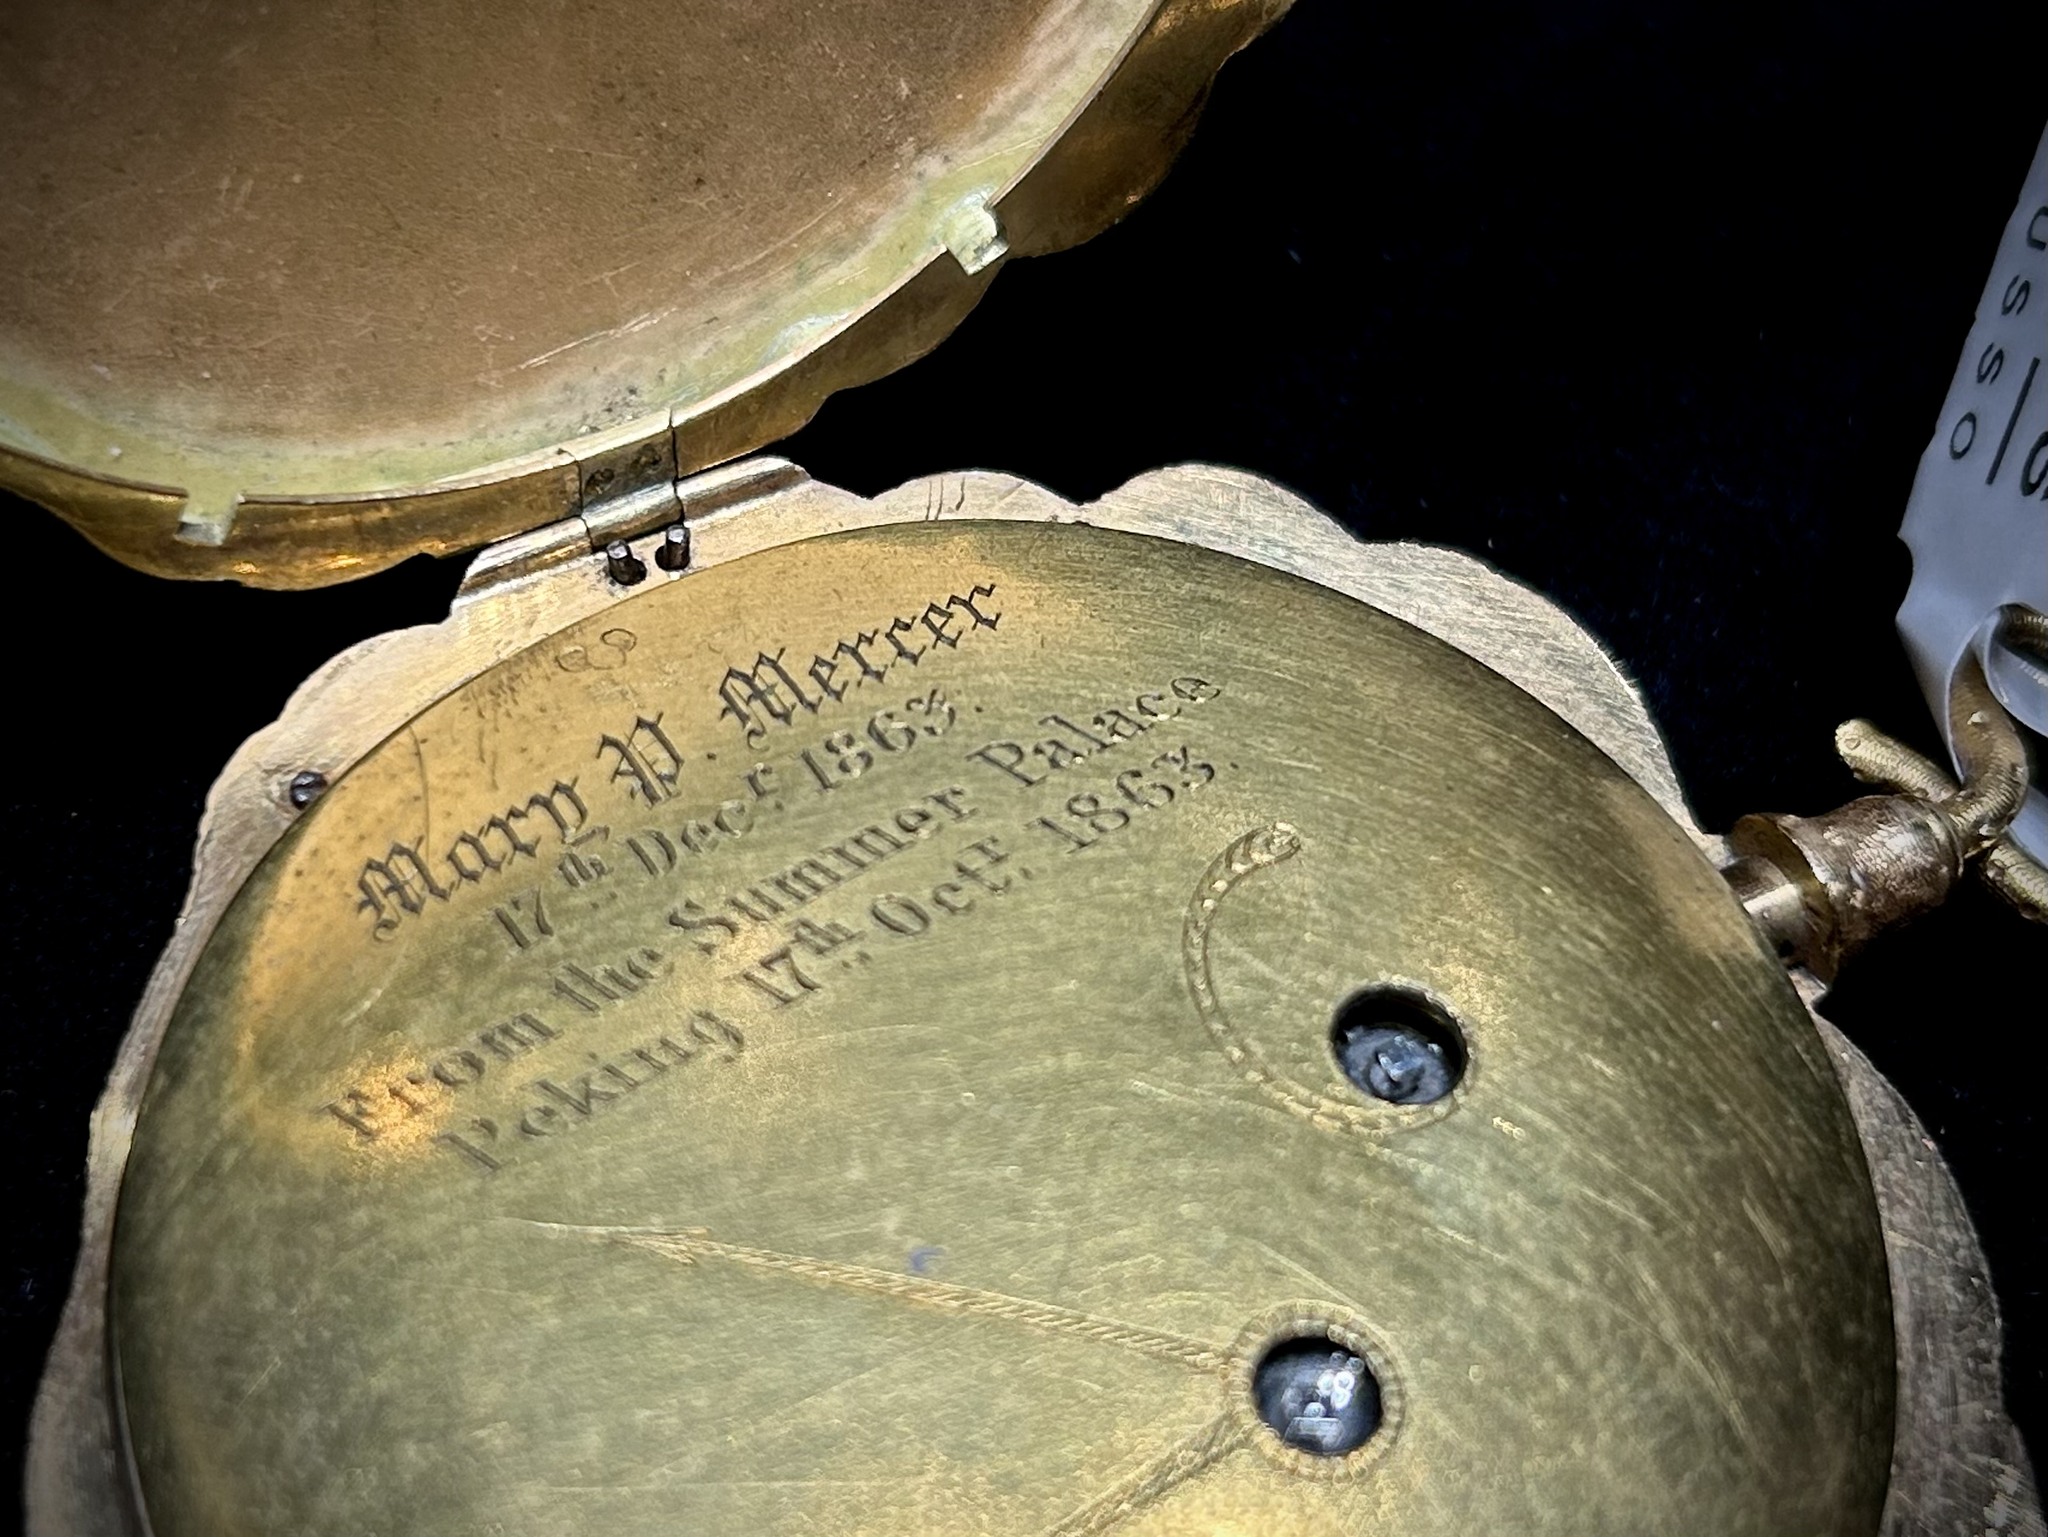 Mary P. Mercer
17th Decr. 1863.
From the Summer Palace
Peking 17th Octr. 1863.